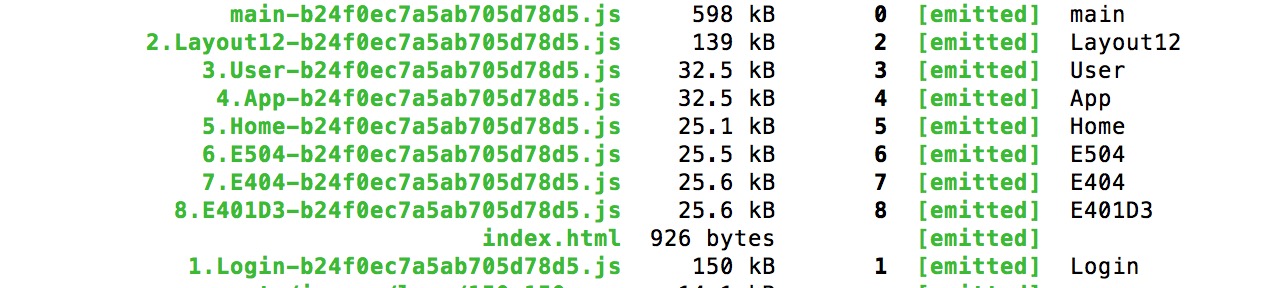 main-b24f0ec7a5ab705d78d5.js 598 kB 0 [emitted] main
2.Layout12-b24f0ec7a5ab705d78d5.js 139 kB 2 [emitted] Layout12
3.User-b24f0ec7a5ab705d78d5.js 32.5 kB 3 [emitted] User
4.App-b24f0ec7a5ab705d78d5.js 32.5 kB 4 [emitted] App
5.Home-b24f0ec7a5ab705d78d5.js 25.1 kB 5 [emitted] Home
6.E504-b24f0ec7a5ab705d78d5.js 25.5 kB 6 [emitted] E504
7.E404-b24f0ec7a5ab705d78d5.js 25.6 kB 7 [emitted] E404
8.E401D3-b24f0ec7a5ab705d78d5.js 25.6 kB 8 [emitted] E401D3
index.html 926 bytes [emitted]
1.Login-b24f0ec7a5ab705d78d5.js 150 kB 1 [emitted] Login